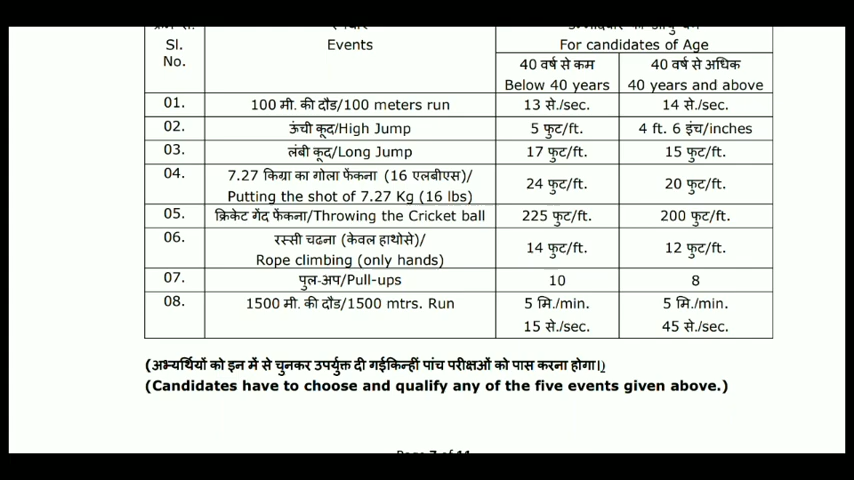 Sl. No.
Events
For candidates of Age
40 वर्ष से कम
Below 40 years
40 वर्ष से अधिक
40 years and above
01. 100 मी. की दौड/100 meters run 13 से./sec. 14 से./sec.
02. ऊंची कूद/High Jump 5 फुट/ft. 4 ft. 6 इंच/inches
03. लंबी कूद/Long Jump 17 फुट/ft. 15 फुट/ft.
04. 7.27 किग्रा का गोला फेंकना (16 एलबीएस)/
Putting the shot of 7.27 Kg (16 lbs) 24 फुट/ft. 20 फुट/ft.
05. क्रिकेट गेंद फेंकना/Throwing the Cricket ball 225 फुट/ft. 200 फुट/ft.
06. रस्सी चढना (केवल हाथोसे)/
Rope climbing (only hands) 14 फुट/ft. 12 फुट/ft.
07. पुल-अप/Pull-ups 10 8
08. 1500 मी. की दौड/1500 mtrs. Run 5 मि./min. 5 मि./min.
15 से./sec. 45 से./sec.
(अभ्यर्थियों को इन में से चुनकर उपर्युक्त दी गईकिन्हीं पांच परीक्षाओं को पास करना होगा।)
(Candidates have to choose and qualify any of the five events given above.)
Page 7 of 11